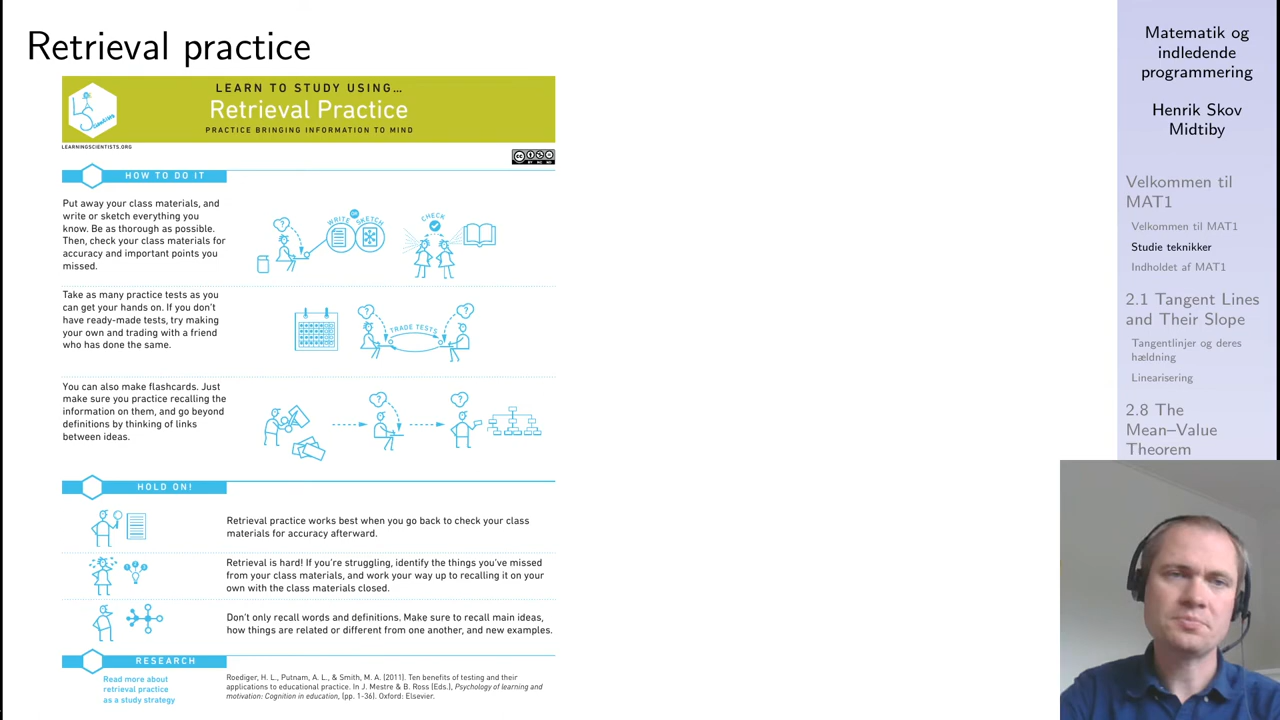 Retrieval practice
LEARN TO STUDY USING...
Retrieval Practice
PRACTICE BRINGING INFORMATION TO MIND
LEARNINGSCIENTISTS.ORG
HOW TO DO IT
Put away your class materials, and
write or sketch everything you
know. Be as thorough as possible.
Then, check your class materials for
accuracy and important points you
missed.
WRITE OR SKETCH
CHECK
Take as many practice tests as you
can get your hands on. If you don't
have ready-made tests, try making
your own and trading with a friend
who has done the same.
TRADE TESTS
You can also make flashcards. Just
make sure you practice recalling the
information on them, and go beyond
definitions by thinking of links
between ideas.
HOLD ON!
Retrieval practice works best when you go back to check your class
materials for accuracy afterward.
Retrieval is hard! If you're struggling, identify the things you've missed
from your class materials, and work your way up to recalling it on your
own with the class materials closed.
Don't only recall words and definitions. Make sure to recall main ideas,
how things are related or different from one another, and new examples.
RESEARCH
Read more about
retrieval practice
as a study strategy
Roediger, H. L., Putnam, A. L., & Smith, M. A. (2011). Ten benefits of testing and their
applications to educational practice. In J. Mestre & B. Ross (Eds.), Psychology of learning and
motivation: Cognition in education, (pp. 1-36). Oxford: Elsevier.
Matematik og
indledende
programmering
Henrik Skov
Midtiby
Velkommen til
MAT1
Velkommen til MAT1
Studie teknikker
Indholdet af MAT1
2.1 Tangent Lines
and Their Slope
Tangentlinjer og deres
hældning
Linearisering
2.8 The
Mean–Value
Theorem